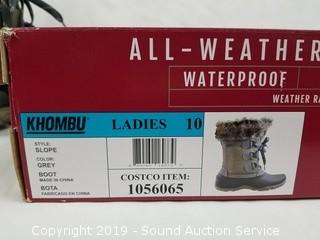 ALL-WEATHER
WATERPROOF
WEATHER RA
KHOMBU
LADIES 10
STYLE:
SLOPE
COLOR:
GREY
BOOT
MADE IN CHINA
BOTA
FABRICADO EN CHINA
COSTCO ITEM:
1056065
Copyright 2019 - Sound Auction Service